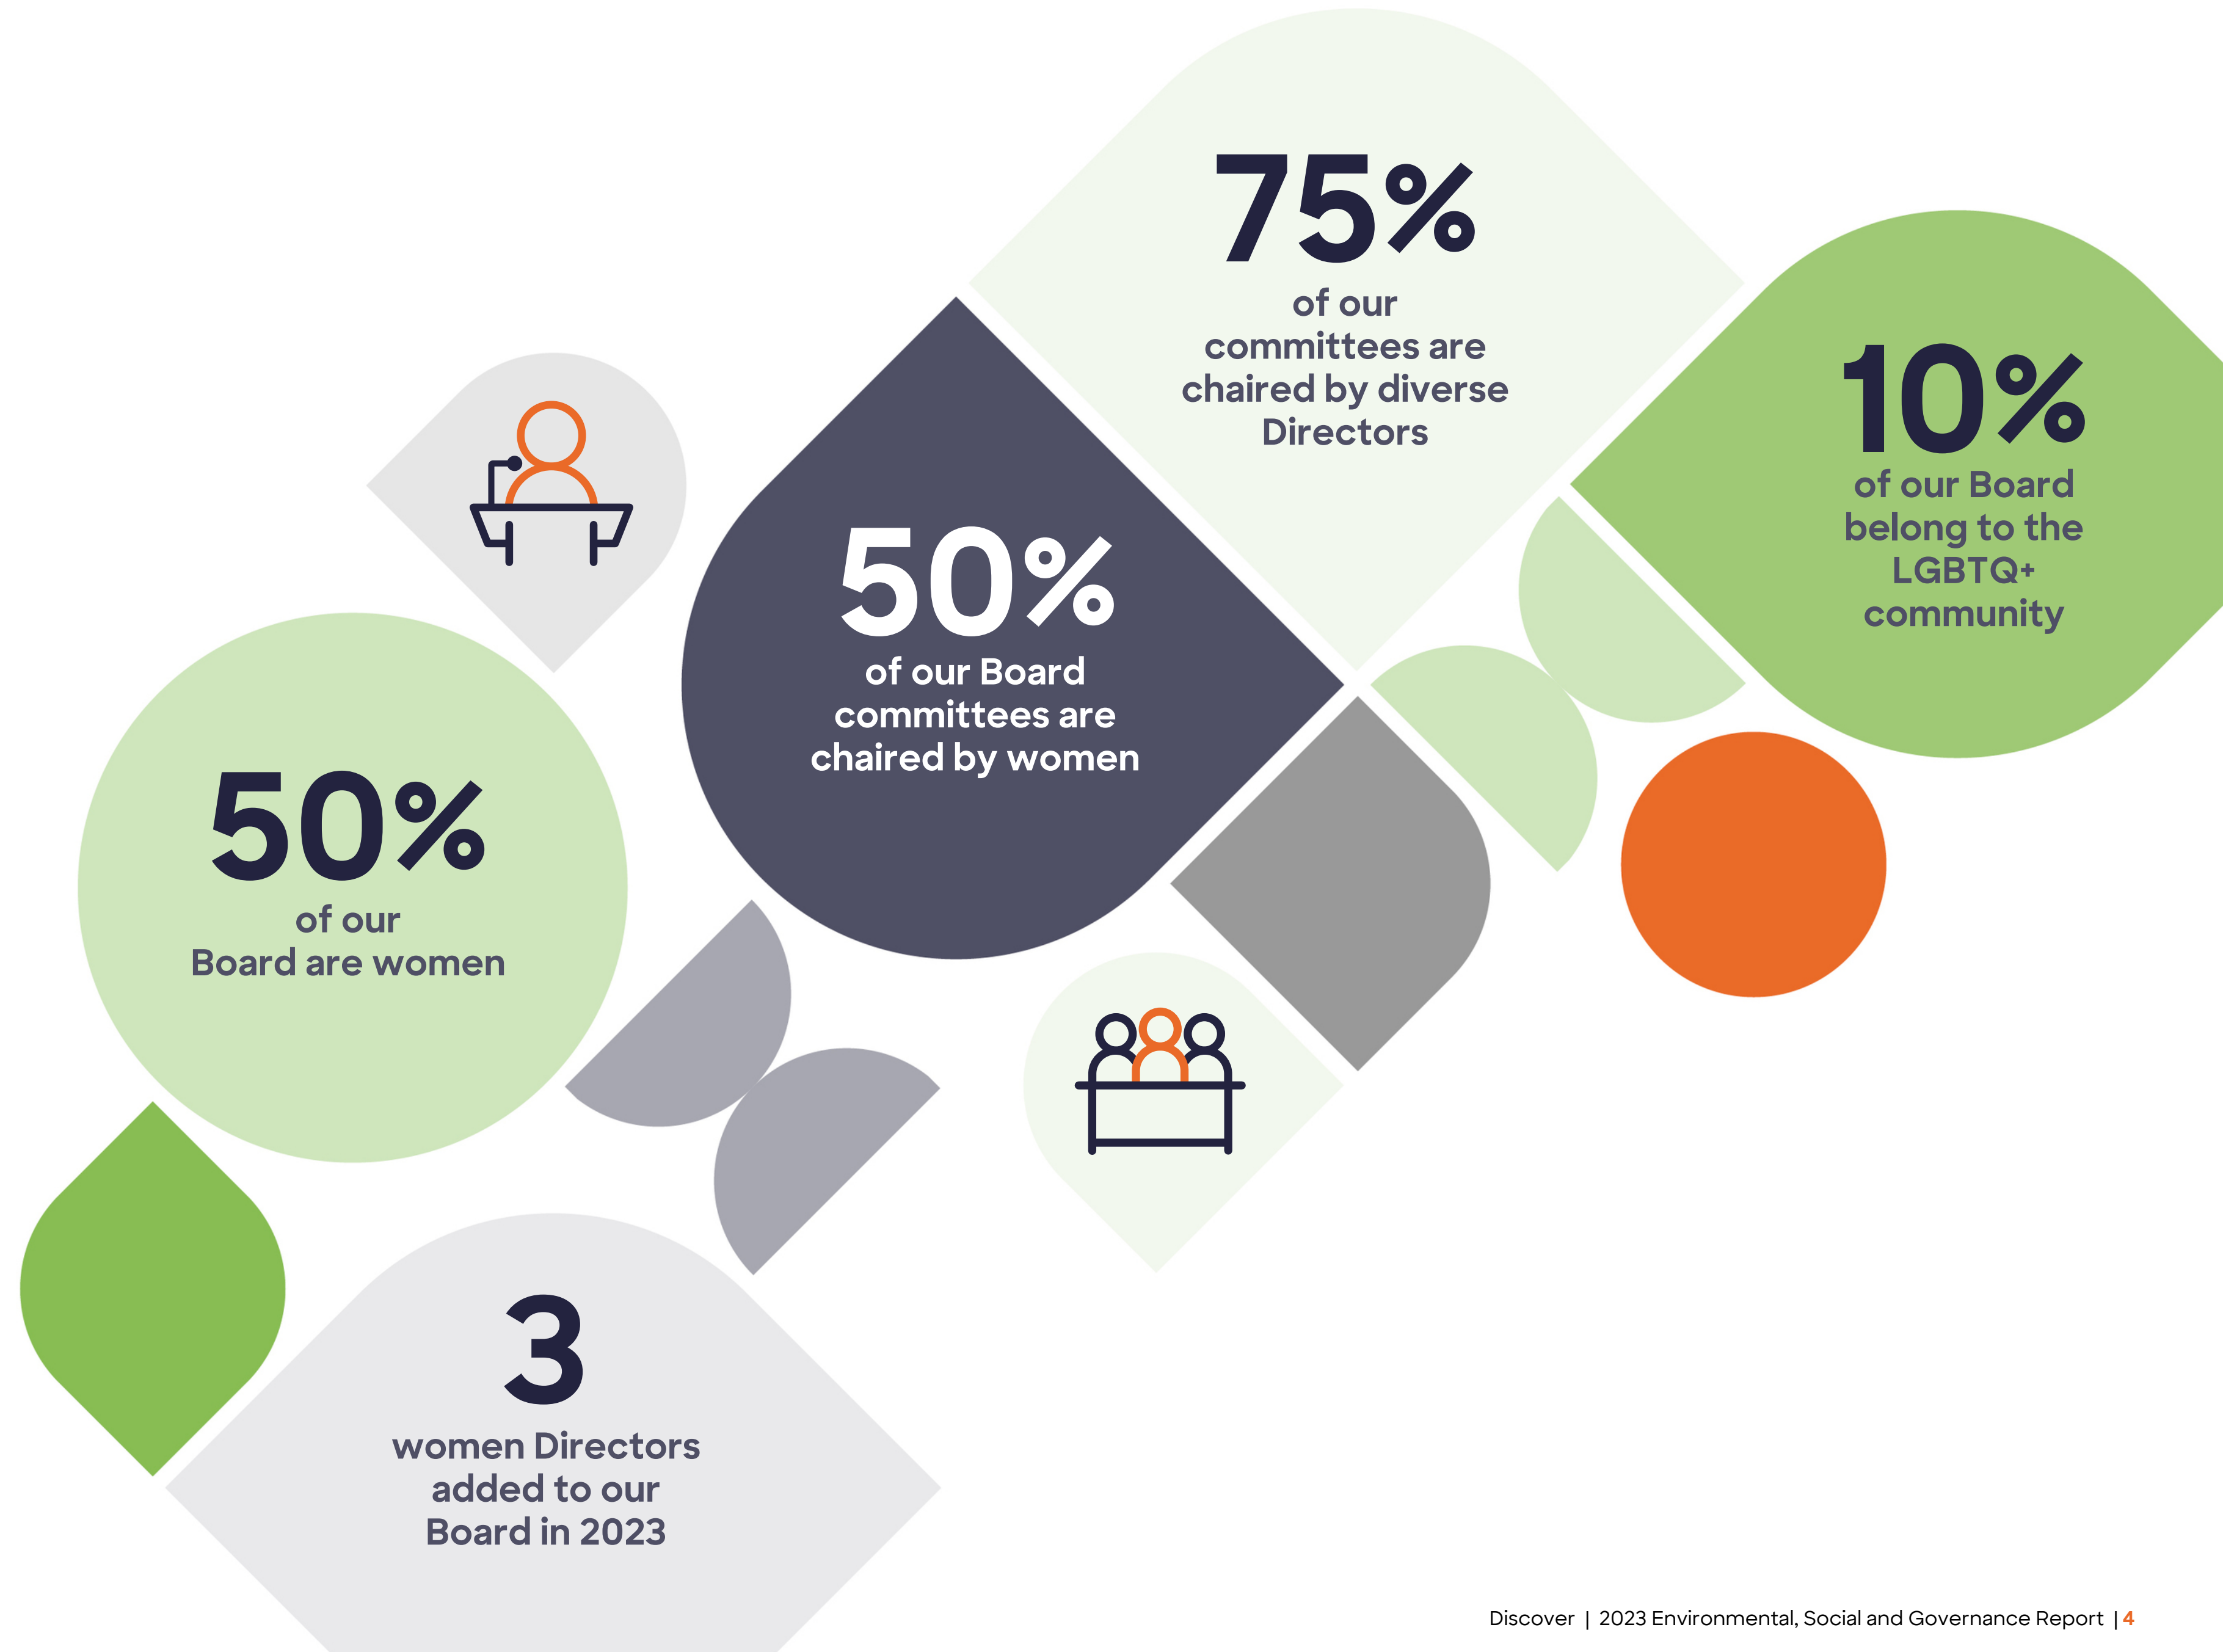 75%
of our
committees are
chaired by diverse
Directors
10%
of our Board
belong to the
LGBTQ+
community
50%
of our Board
committees are
chaired by women
50%
of our
Board are women
3
women Directors
added to our
Board in 2023
Discover | 2023 Environmental, Social and Governance Report | 4